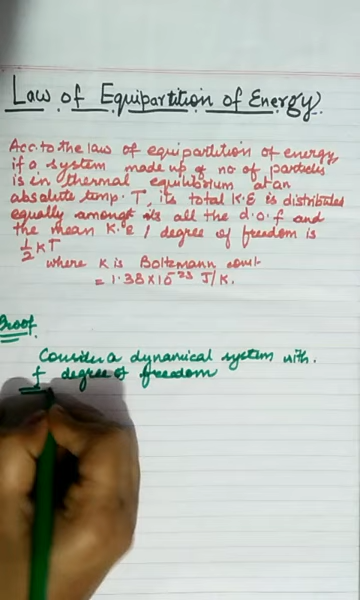 Law of Equipartition of Energy
Acc. to the law of equipartition of energy,
if a system made up of no of particles
is in thermal equilibrium at an
absolute temp. T, its total K.E is distributed
equally amongst its all the d.o.f and
the mean K.E / degree of freedom is
1/2 KT
where K is Boltzmann const.
= 1.38 × 10⁻²³ J/K.
Proof
Consider a dynamical system with.
f degree of freedom